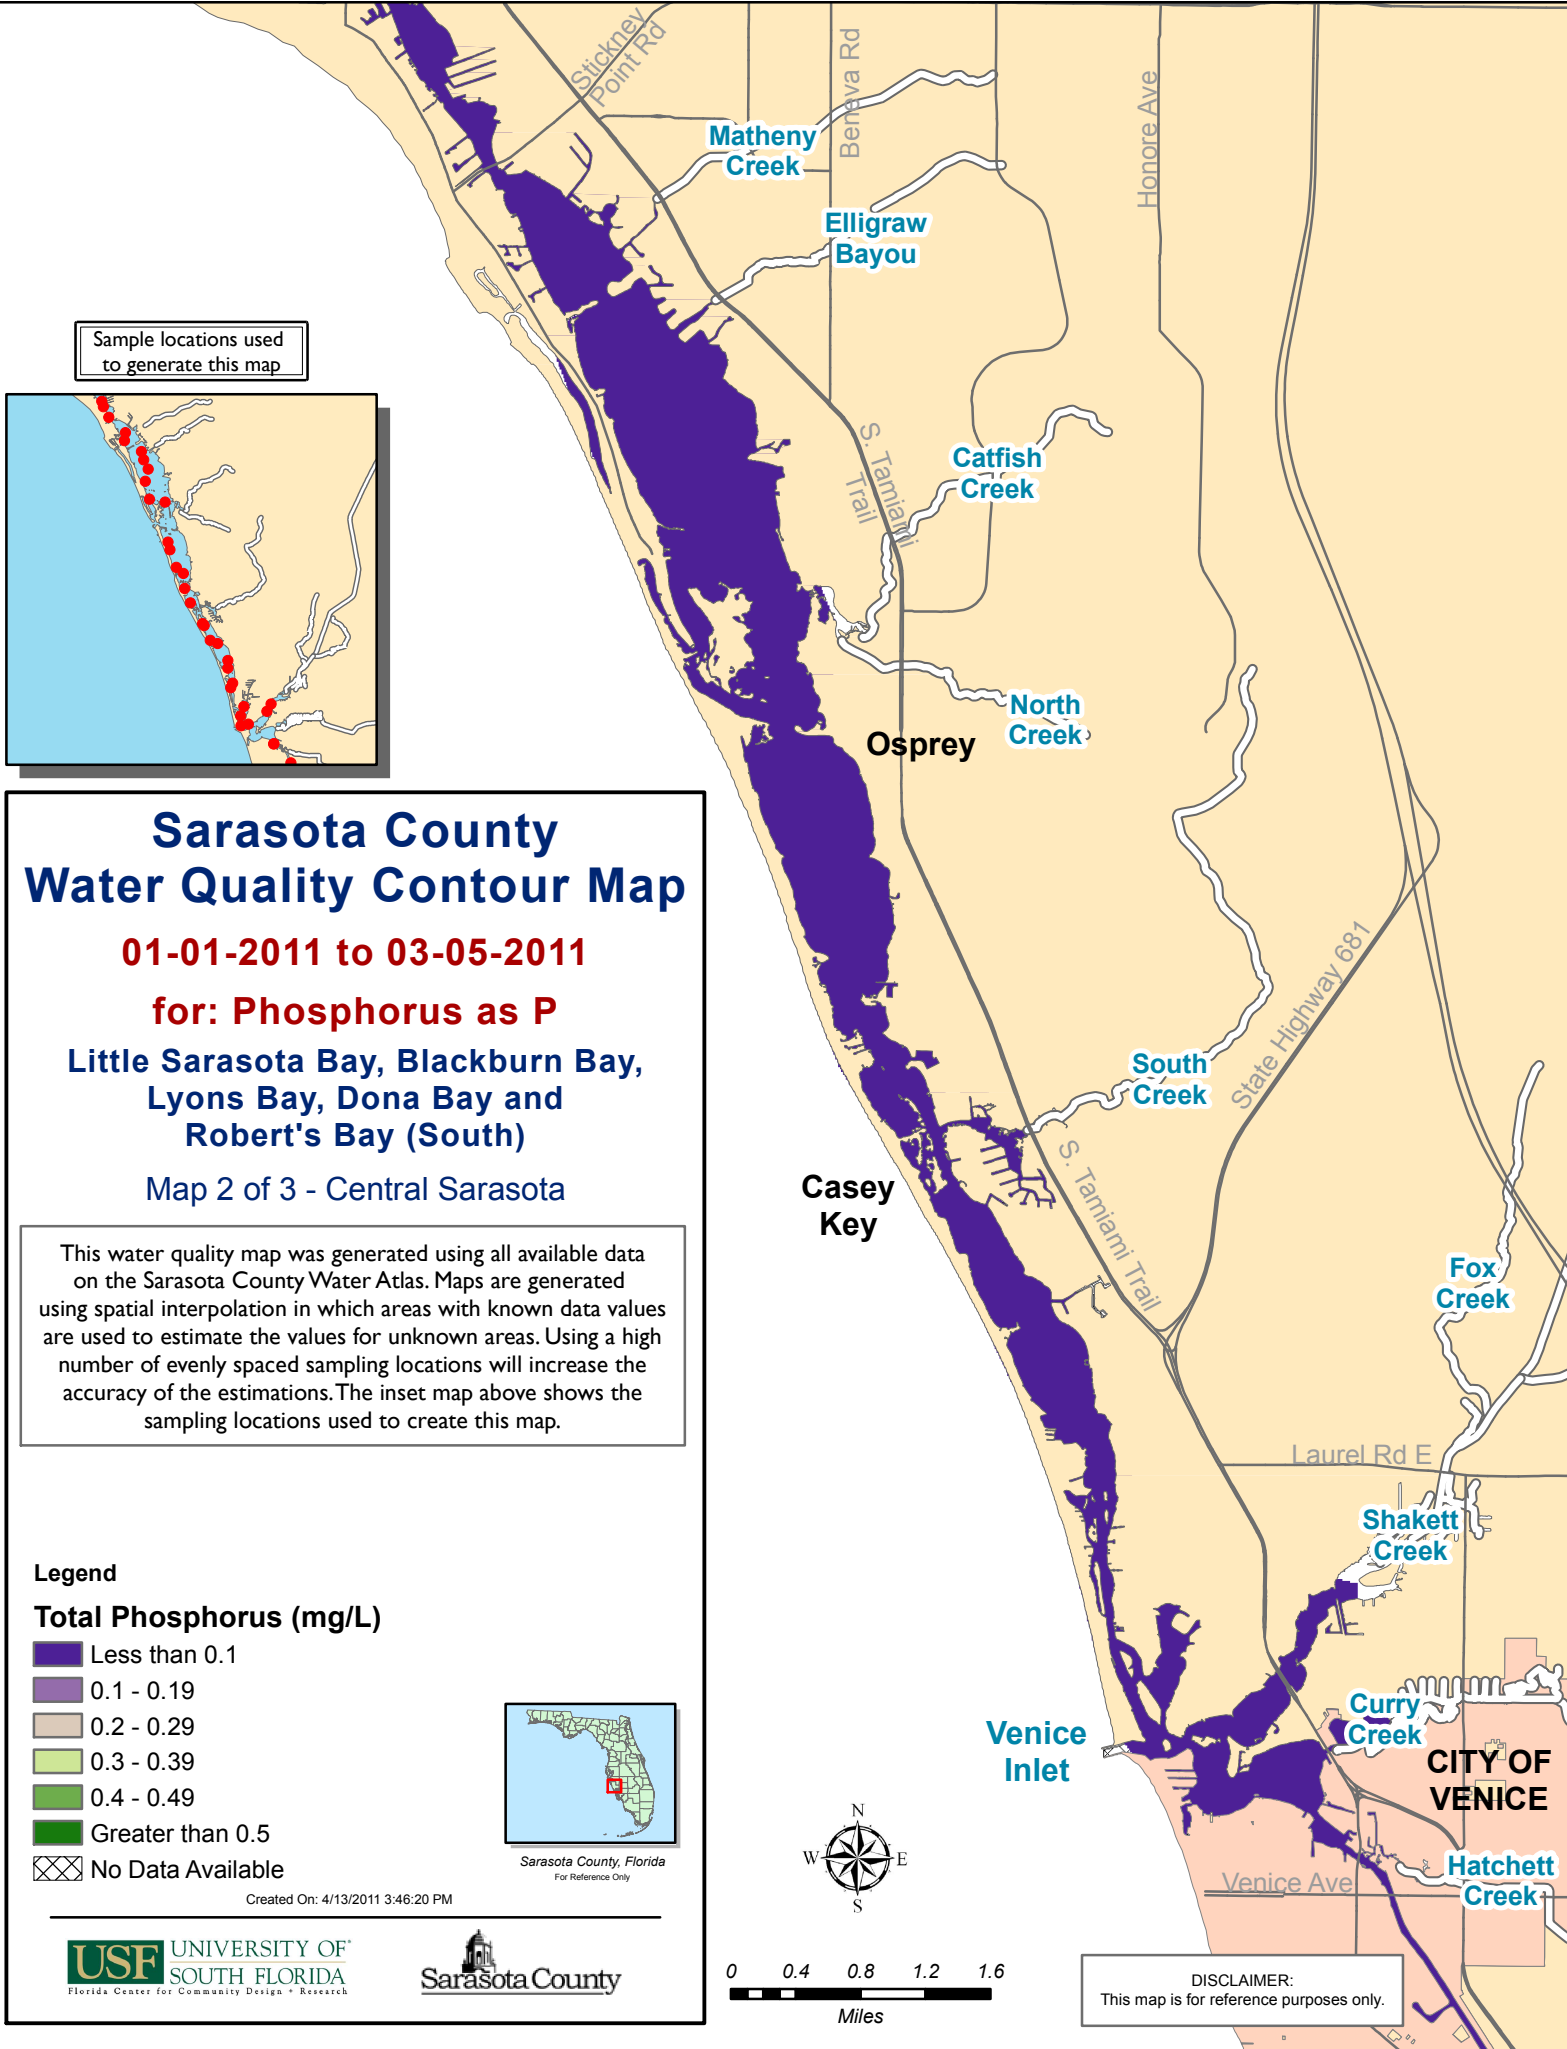 Stickney
Point Rd
Beneva Rd
Honore Ave
Matheny
Creek
Elligraw
Bayou
Sample locations used
to generate this map
S. Tamiami
Trail
Catfish
Creek
North
Creek
Osprey
Sarasota County
Water Quality Contour Map
01-01-2011 to 03-05-2011
for: Phosphorus as P
Little Sarasota Bay, Blackburn Bay,
Lyons Bay, Dona Bay and
Robert's Bay (South)
Map 2 of 3 - Central Sarasota
This water quality map was generated using all available data
on the Sarasota County Water Atlas. Maps are generated
using spatial interpolation in which areas with known data values
are used to estimate the values for unknown areas. Using a high
number of evenly spaced sampling locations will increase the
accuracy of the estimations. The inset map above shows the
sampling locations used to create this map.
State Highway 681
South
Creek
S. Tamiami Trail
Casey
Key
Fox
Creek
Laurel Rd E
Shakett
Creek
Curry
Creek
Venice
Inlet
CITY OF
VENICE
Hatchett
Creek
Venice Ave
Legend
Total Phosphorus (mg/L)
Less than 0.1
0.1 - 0.19
0.2 - 0.29
0.3 - 0.39
0.4 - 0.49
Greater than 0.5
No Data Available
Sarasota County, Florida
For Reference Only
Created On: 4/13/2011 3:46:20 PM
USF UNIVERSITY OF
SOUTH FLORIDA
Florida Center for Community Design + Research
Sarasota County
N
W E
S
0 0.4 0.8 1.2 1.6
Miles
DISCLAIMER:
This map is for reference purposes only.